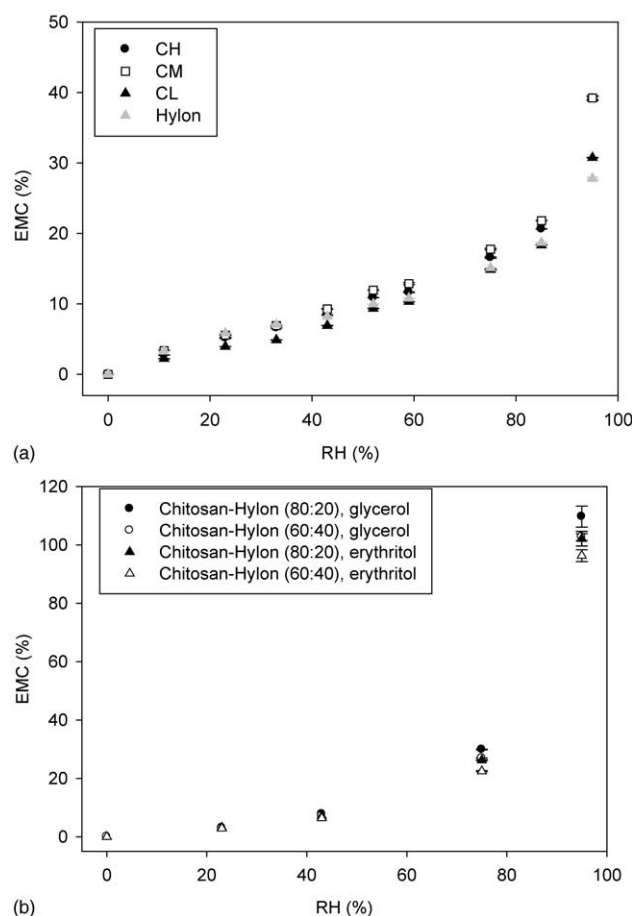 50
40
30
20
10
0
EMC (%)
CH
CM
CL
Hylon
0 20 40 60 80 100
RH (%)
(a)
120
100
80
60
40
20
0
EMC (%)
Chitosan-Hylon (80:20), glycerol
Chitosan-Hylon (60:40), glycerol
Chitosan-Hylon (80:20), erythritol
Chitosan-Hylon (60:40), erythritol
0 20 40 60 80 100
RH (%)
(b)